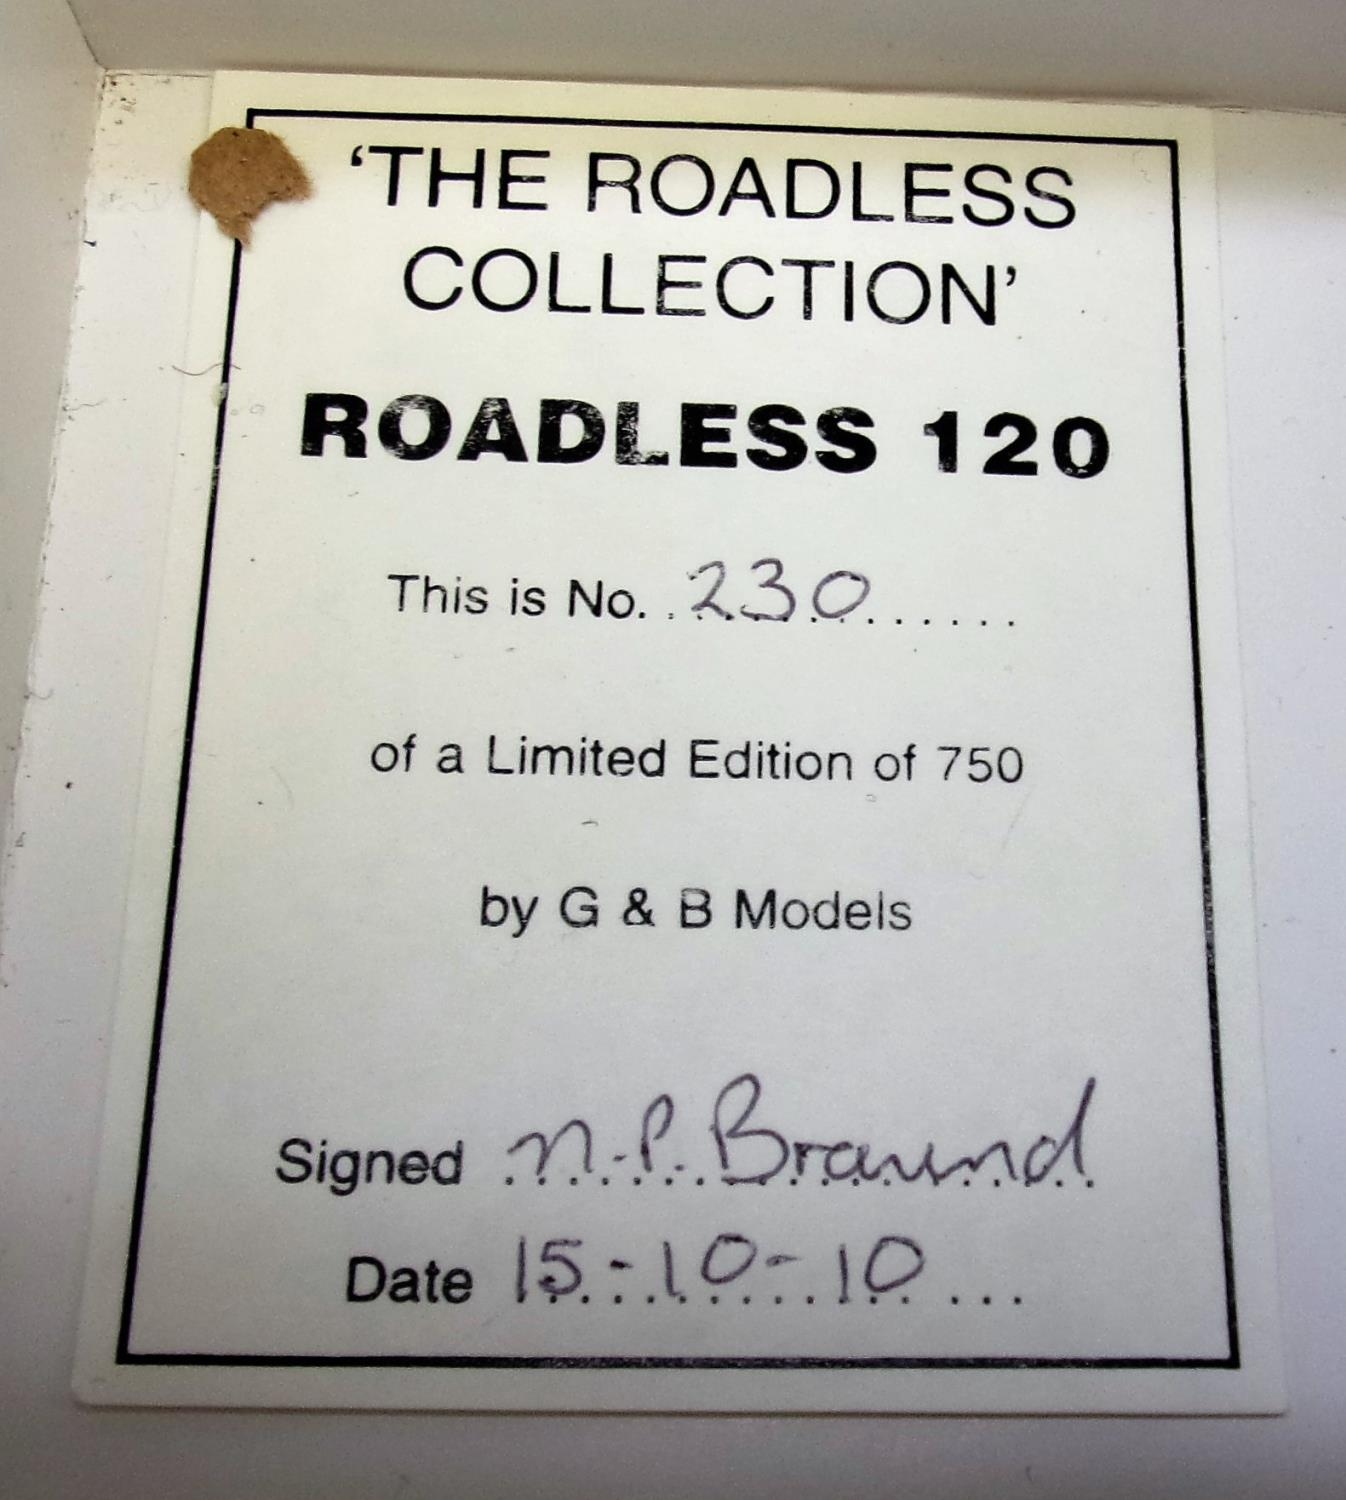 ‘THE ROADLESS
COLLECTION’
ROADLESS 120
This is No. 230
of a Limited Edition of 750
by G & B Models
Signed N.P. Braund
Date 15-10-10